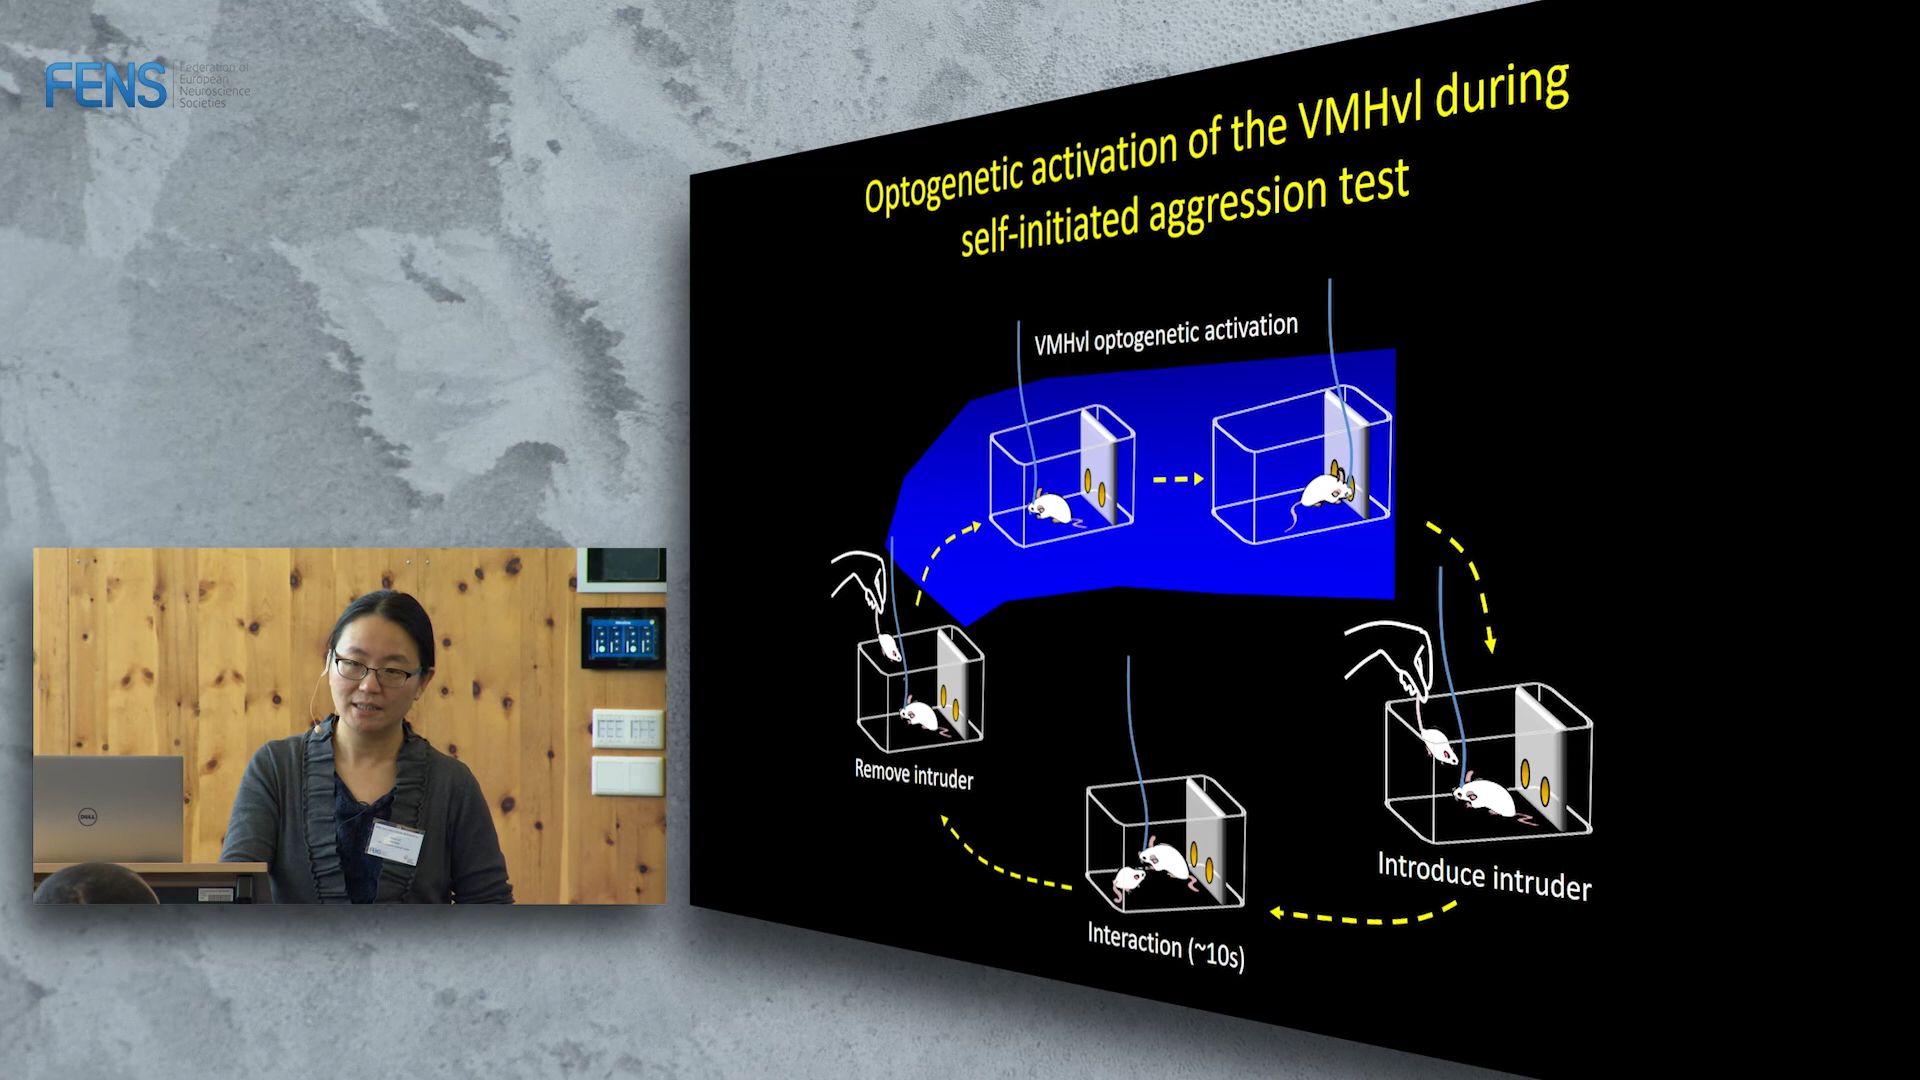 FENS
Federation of
European
Neuroscience
Societies
Optogenetic activation of the VMHvl during
self-initiated aggression test
VMHvl optogenetic activation
Remove intruder
Introduce intruder
Interaction (~10s)
DELL